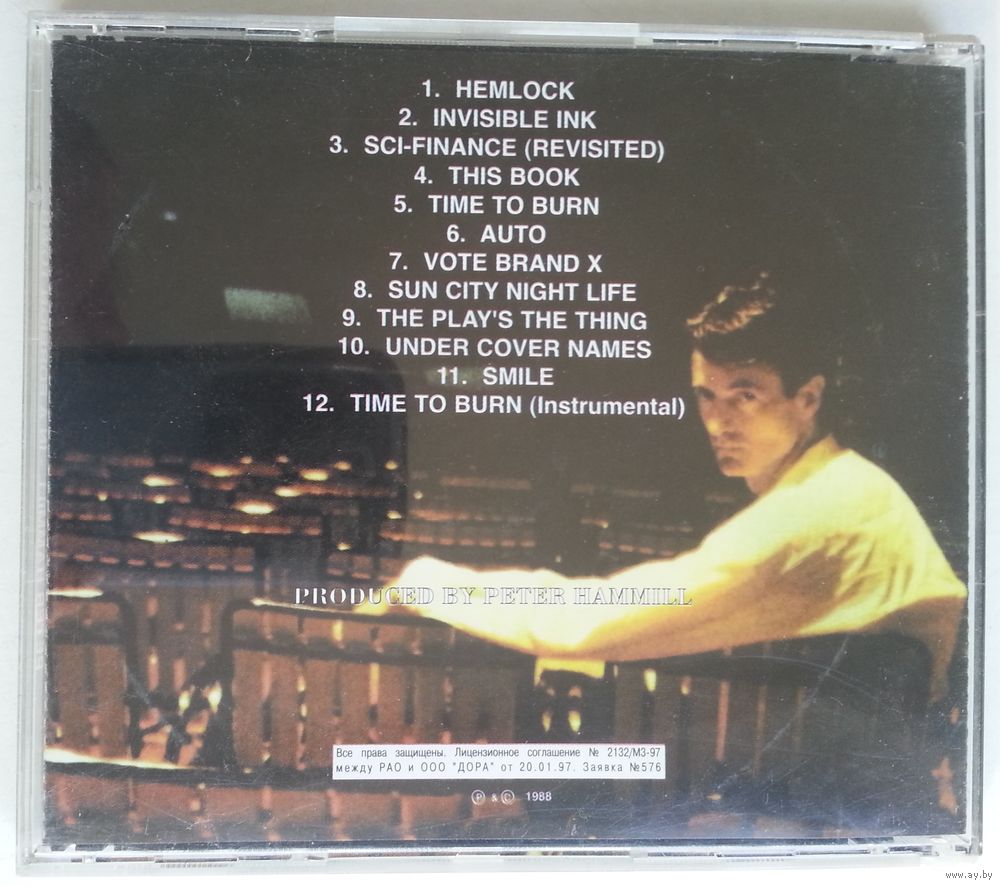 1. HEMLOCK
2. INVISIBLE INK
3. SCI-FINANCE (REVISITED)
4. THIS BOOK
5. TIME TO BURN
6. AUTO
7. VOTE BRAND X
8. SUN CITY NIGHT LIFE
9. THE PLAY'S THE THING
10. UNDER COVER NAMES
11. SMILE
12. TIME TO BURN (Instrumental)
PRODUCED BY PETER HAMMILL
Все права защищены. Лицензионное соглашение № 2132/МЗ-97
между РАО и ООО "ДОРА" от 20.01.97. Заявка №576
Ⓟ & © 1988
www.ay.by